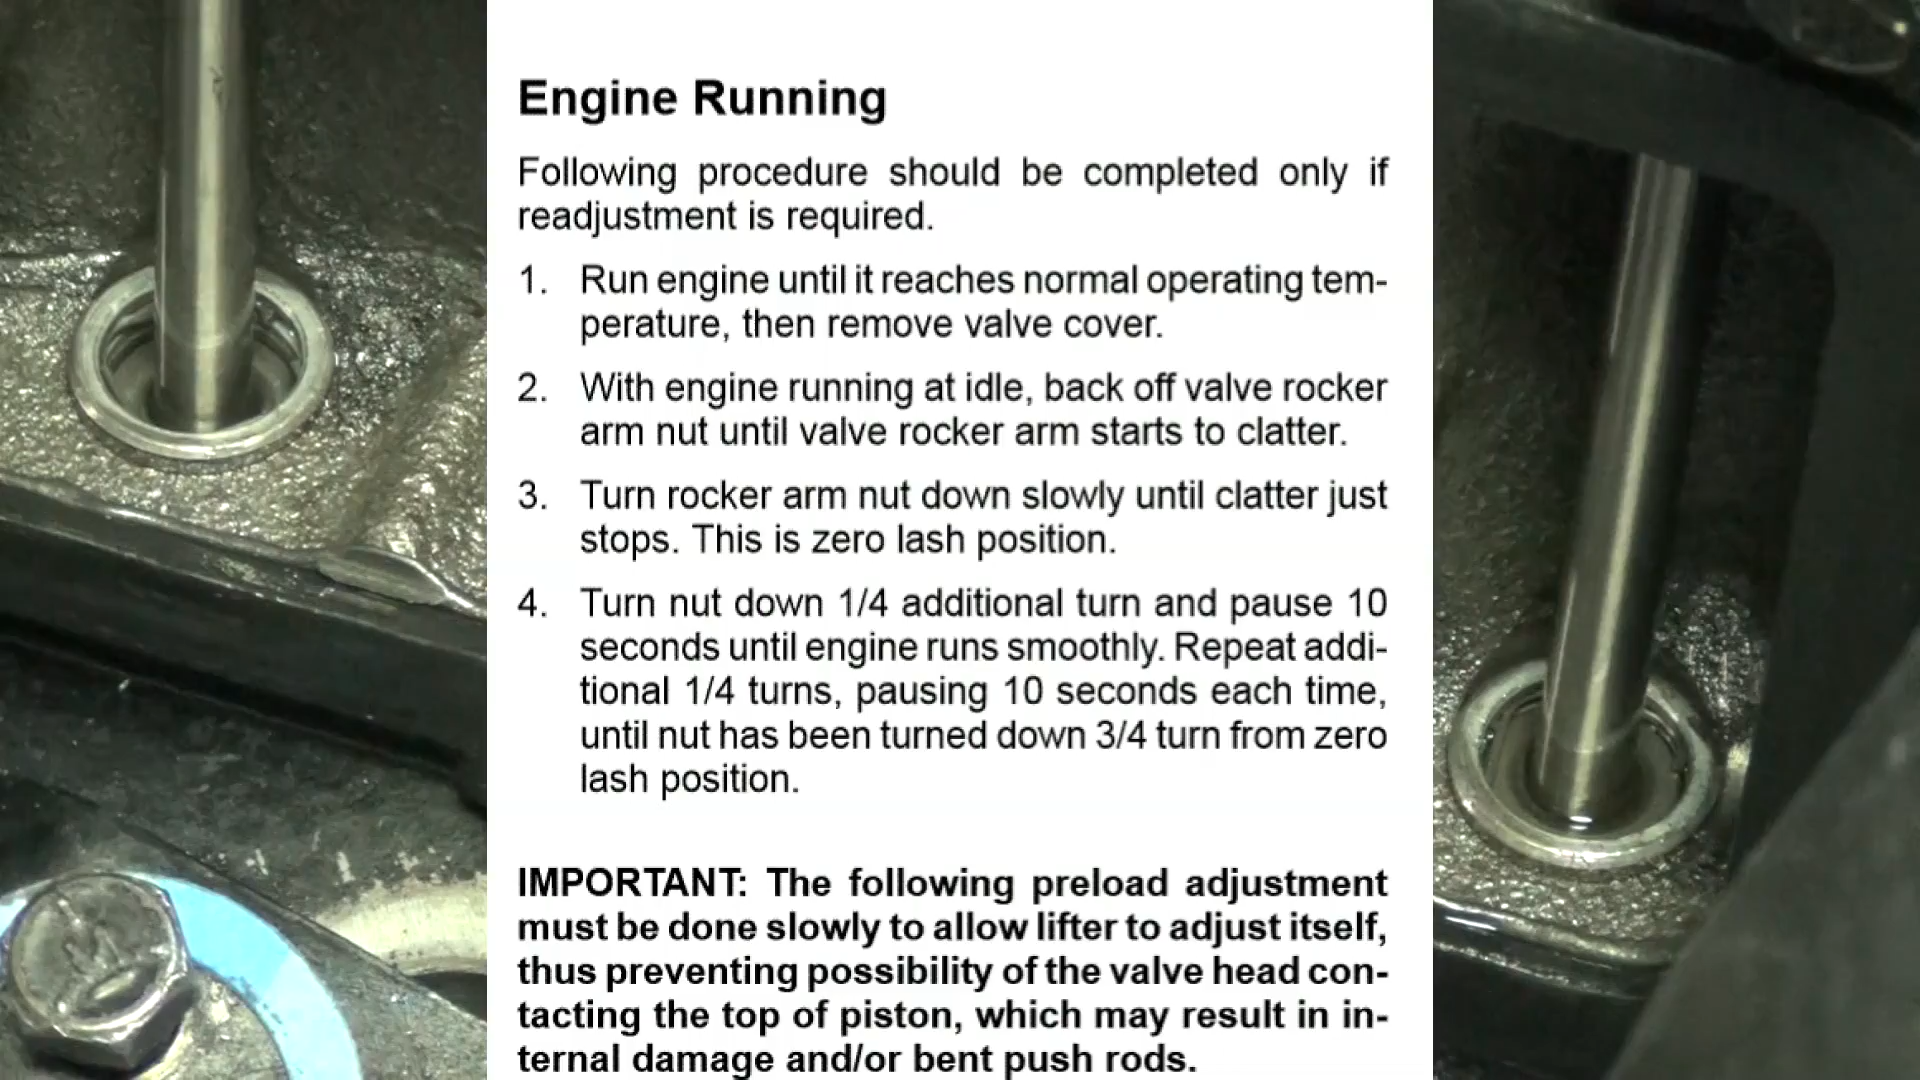 Engine Running
Following procedure should be completed only if
readjustment is required.
1. Run engine until it reaches normal operating tem-
perature, then remove valve cover.
2. With engine running at idle, back off valve rocker
arm nut until valve rocker arm starts to clatter.
3. Turn rocker arm nut down slowly until clatter just
stops. This is zero lash position.
4. Turn nut down 1/4 additional turn and pause 10
seconds until engine runs smoothly. Repeat addi-
tional 1/4 turns, pausing 10 seconds each time,
until nut has been turned down 3/4 turn from zero
lash position.
IMPORTANT: The following preload adjustment
must be done slowly to allow lifter to adjust itself,
thus preventing possibility of the valve head con-
tacting the top of piston, which may result in in-
ternal damage and/or bent push rods.